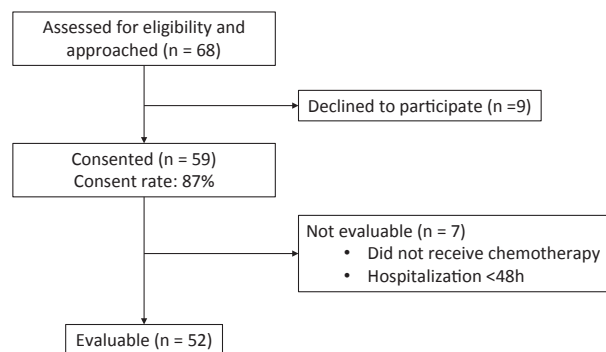 Assessed for eligibility and
approached (n = 68)
Declined to participate (n =9)
Consented (n = 59)
Consent rate: 87%
Not evaluable (n = 7)
• Did not receive chemotherapy
• Hospitalization <48h
Evaluable (n = 52)